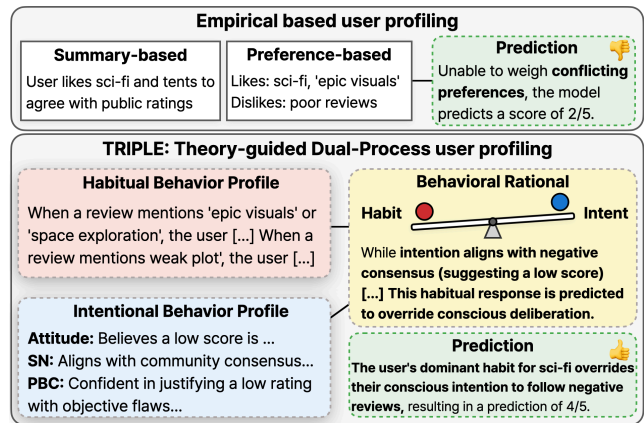 Empirical based user profiling
Summary-based
User likes sci-fi and tents to
agree with public ratings
Preference-based
Likes: sci-fi, 'epic visuals'
Dislikes: poor reviews
Prediction
Unable to weigh conflicting
preferences, the model
predicts a score of 2/5.
TRIPLE: Theory-guided Dual-Process user profiling
Habitual Behavior Profile
When a review mentions 'epic visuals' or
'space exploration', the user [...] When a
review mentions weak plot', the user [...]
Intentional Behavior Profile
Attitude: Believes a low score is ...
SN: Aligns with community consensus...
PBC: Confident in justifying a low rating
with objective flaws...
Behavioral Rational
Habit
Intent
While intention aligns with negative
consensus (suggesting a low score)
[...] This habitual response is predicted
to override conscious deliberation.
Prediction
The user's dominant habit for sci-fi overrides
their conscious intention to follow negative
reviews, resulting in a prediction of 4/5.